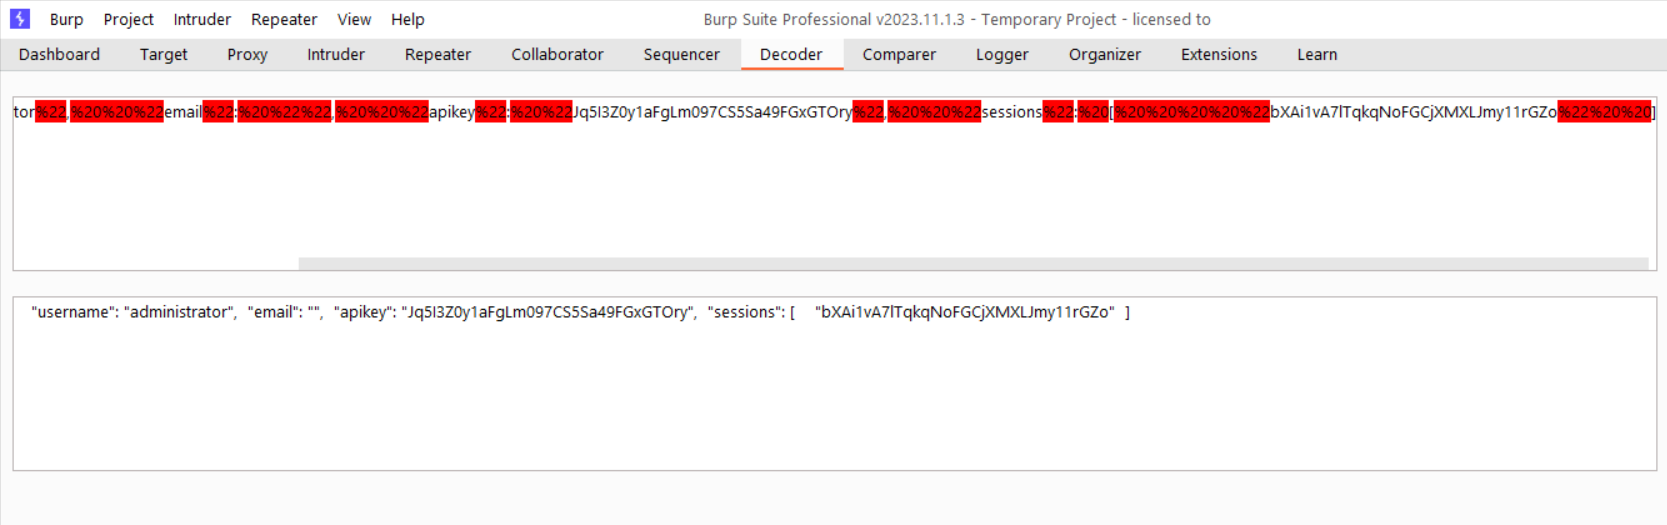 Burp Project Intruder Repeater View Help Burp Suite Professional v2023.11.1.3 - Temporary Project - licensed to
Dashboard Target Proxy Intruder Repeater Collaborator Sequencer Decoder Comparer Logger Organizer Extensions Learn
tor%22,%20%20%22email%22:%20%22%22,%20%20%22apikey%22:%20%22Jq5I3Z0y1aFgLm097CS5Sa49FGxGTOry%22,%20%20%22sessions%22:%20[%20%20%20%20%22bXAi1vA7lTqkqNoFGCjXMXLJmy11rGZo%22%20%20]
"username": "administrator", "email": "", "apikey": "Jq5I3Z0y1aFgLm097CS5Sa49FGxGTOry", "sessions": [ "bXAi1vA7lTqkqNoFGCjXMXLJmy11rGZo" ]